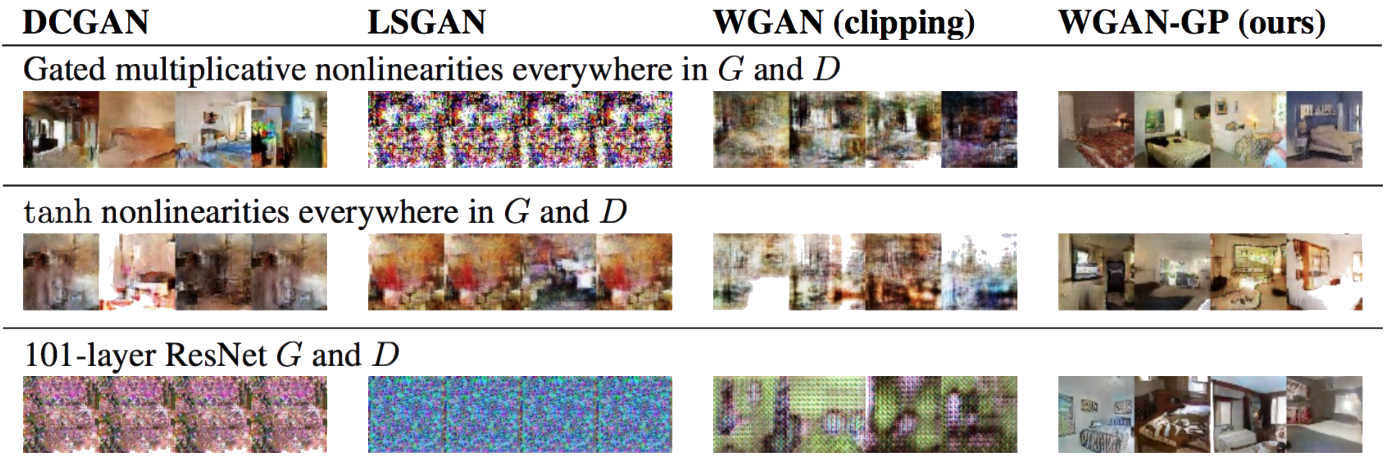 DCGAN LSGAN WGAN (clipping) WGAN-GP (ours)
Gated multiplicative nonlinearities everywhere in G and D
tanh nonlinearities everywhere in G and D
101-layer ResNet G and D